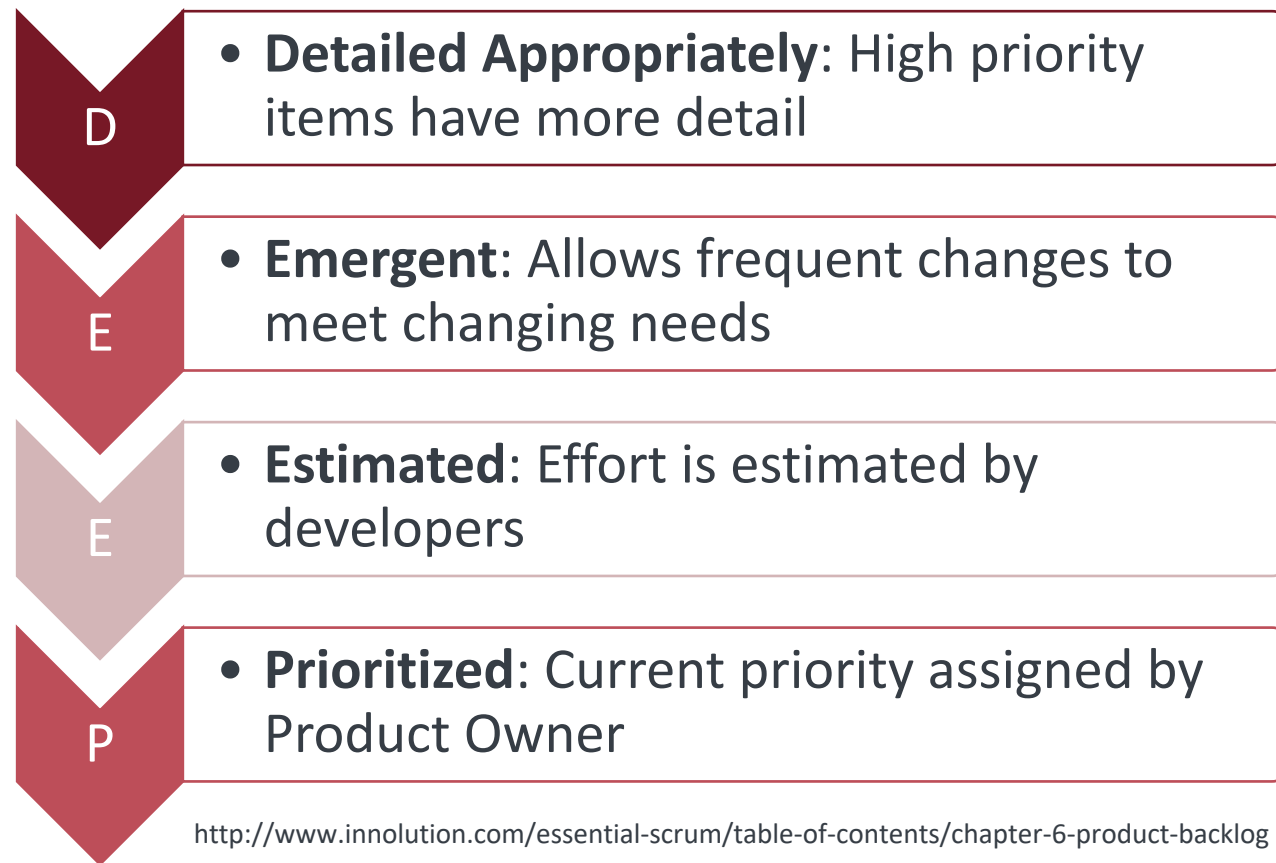 D
• Detailed Appropriately: High priority
items have more detail
E
• Emergent: Allows frequent changes to
meet changing needs
E
• Estimated: Effort is estimated by
developers
P
• Prioritized: Current priority assigned by
Product Owner
http://www.innolution.com/essential-scrum/table-of-contents/chapter-6-product-backlog